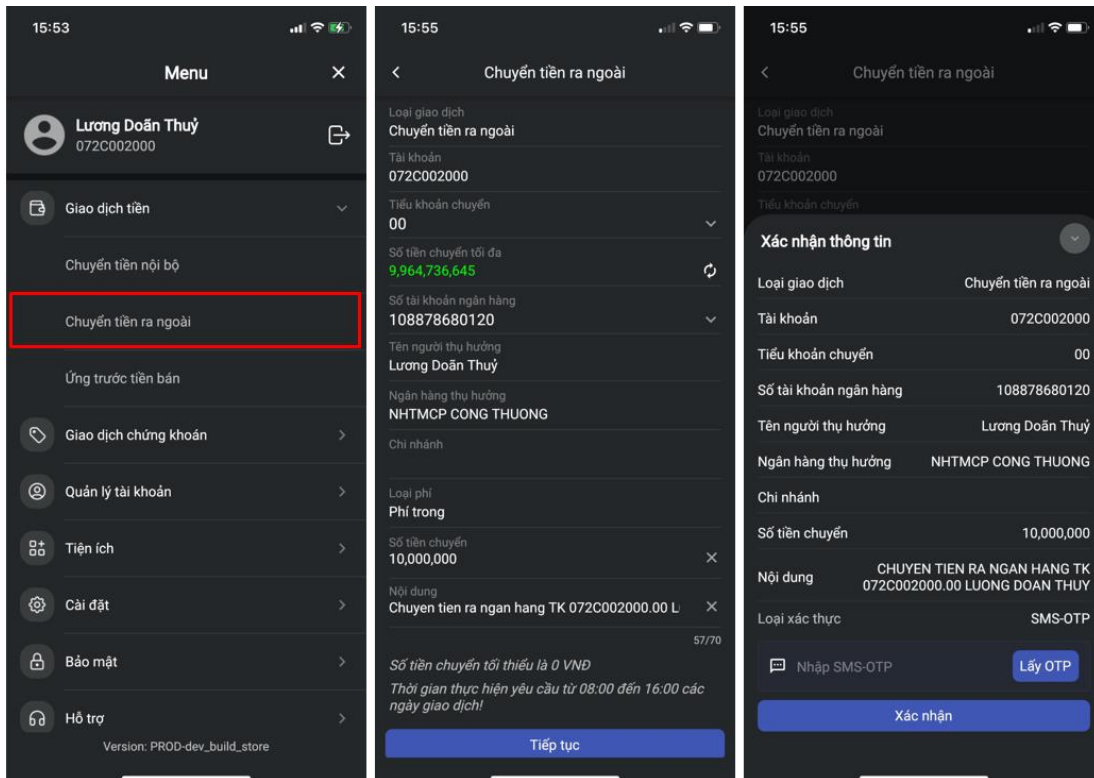 15:53
Menu
Lương Doãn Thuỷ
072C002000
Giao dịch tiền
Chuyển tiền nội bộ
Chuyển tiền ra ngoài
Ứng trước tiền bán
Giao dịch chứng khoán
Quản lý tài khoản
Tiện ích
Cài đặt
Bảo mật
Hỗ trợ
Version: PROD-dev_build_store
15:55
Chuyển tiền ra ngoài
Loại giao dịch
Chuyển tiền ra ngoài
Tài khoản
072C002000
Tiểu khoản chuyển
00
Số tiền chuyển tối đa
9,964,736,645
Số tài khoản ngân hàng
108878680120
Tên người thụ hưởng
Lương Doãn Thuỷ
Ngân hàng thụ hưởng
NHTMCP CONG THUONG
Chi nhánh
Loại phí
Phí trong
Số tiền chuyển
10,000,000
Nội dung
Chuyen tien ra ngan hang TK 072C002000.00 L
57/70
Số tiền chuyển tối thiểu là 0 VNĐ
Thời gian thực hiện yêu cầu từ 08:00 đến 16:00 các
ngày giao dịch!
Tiếp tục
15:55
Chuyển tiền ra ngoài
Loại giao dịch
Chuyển tiền ra ngoài
Tài khoản
072C002000
Tiểu khoản chuyển
Xác nhận thông tin
Loại giao dịch Chuyển tiền ra ngoài
Tài khoản 072C002000
Tiểu khoản chuyển 00
Số tài khoản ngân hàng 108878680120
Tên người thụ hưởng Lương Doãn Thuỷ
Ngân hàng thụ hưởng NHTMCP CONG THUONG
Chi nhánh
Số tiền chuyển 10,000,000
Nội dung CHUYEN TIEN RA NGAN HANG TK
072C002000.00 LUONG DOAN THUY
Loại xác thực SMS-OTP
Nhập SMS-OTP Lấy OTP
Xác nhận